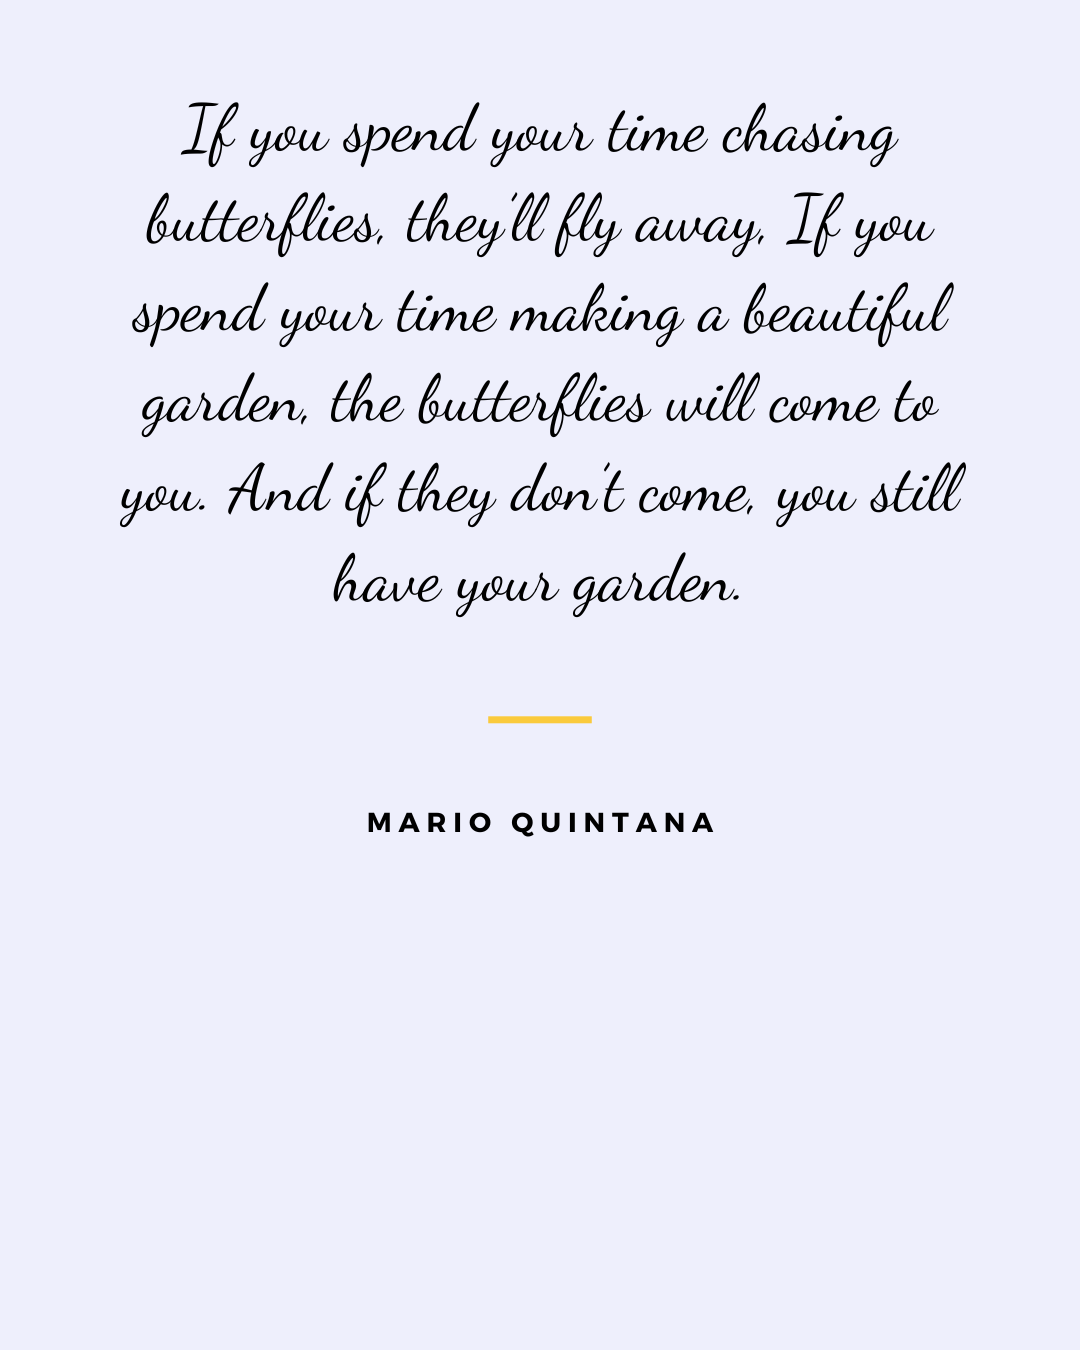 If you spend your time chasing
butterflies, they'll fly away, If you
spend your time making a beautiful
garden, the butterflies will come to
you. And if they don't come, you still
have your garden.
MARIO QUINTANA